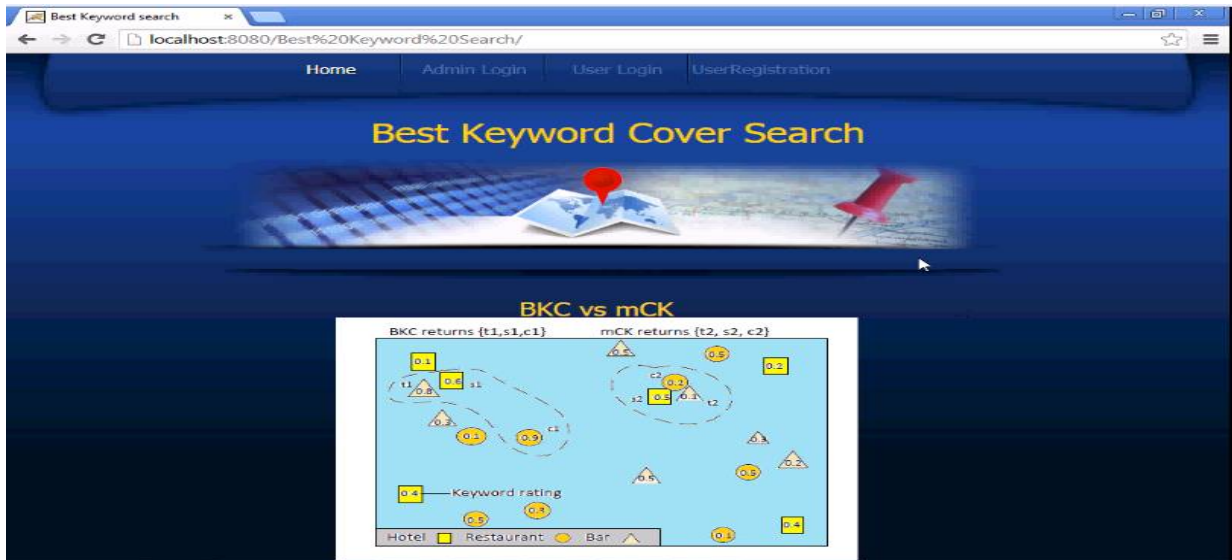 Best Keyword search
localhost:8080/Best%20Keyword%20Search/
Home Admin Login User Login UserRegistration
Best Keyword Cover Search
BKC vs mCK
BKC returns {t1,s1,c1} mCK returns {t2, s2, c2}
0.5 0.5
0.1 0.2
t1 0.8 0.6 s1 c2 0.2
s2 0.5 0.1 t2
0.1 0.9 c1
0.3
0.5 0.5 0.2
0.4 Keyword rating
0.5 0.3 0.4
Hotel Restaurant Bar 0.1